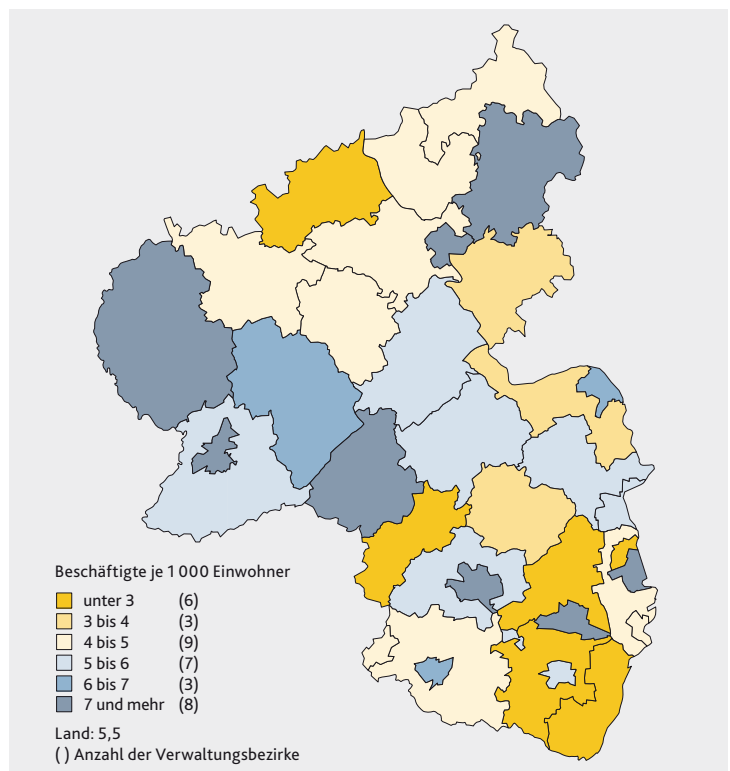 Beschäftigte je 1 000 Einwohner
unter 3 (6)
3 bis 4 (3)
4 bis 5 (9)
5 bis 6 (7)
6 bis 7 (3)
7 und mehr (8)
Land: 5,5
( ) Anzahl der Verwaltungsbezirke